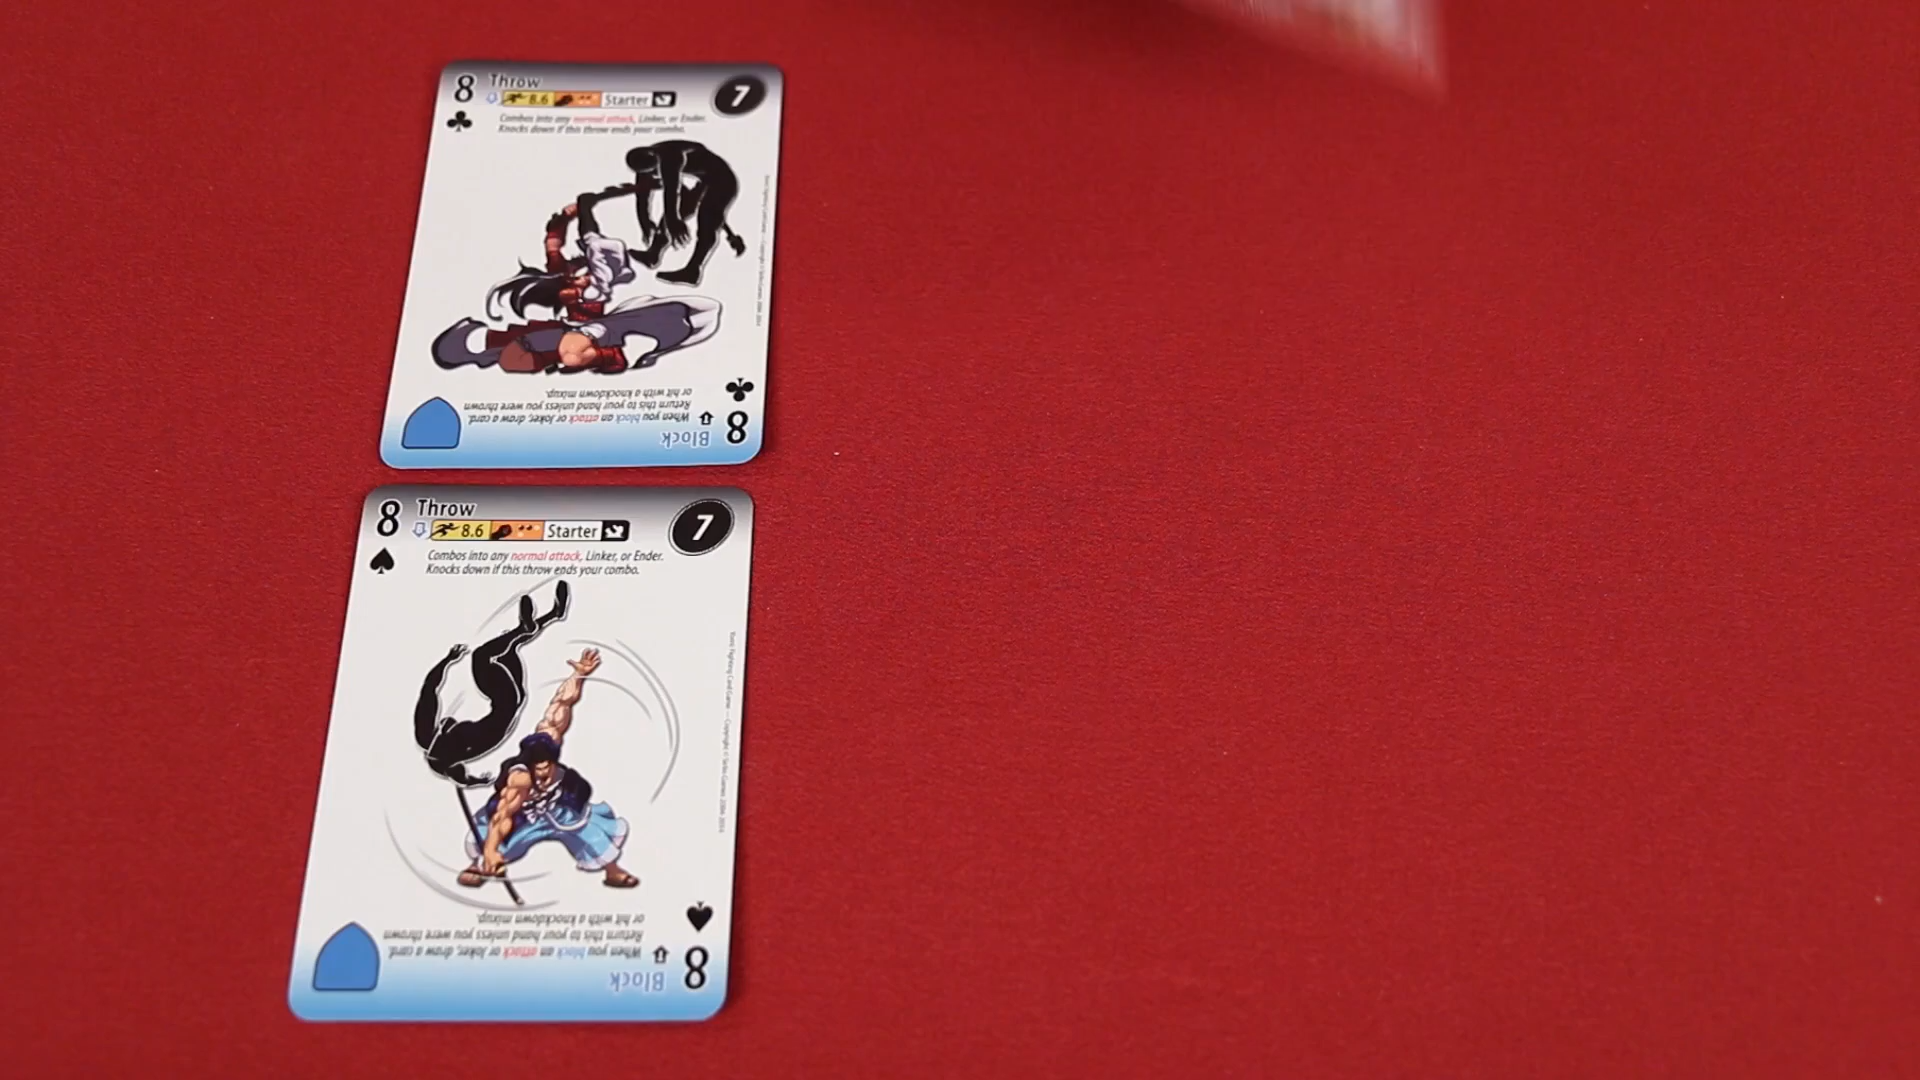 8 Throw
8.6 Starter
7
Combos into any normal attack, Linker, or Ender.
Knocks down if this throw ends your combo.
8
Block
When you block an attack or Joker, draw a card.
Return this to your hand unless you were thrown
or hit with a knockdown mixup.
8 Throw
8.6 Starter
7
Combos into any normal attack, Linker, or Ender.
Knocks down if this throw ends your combo.
8
Block
When you block an attack or Joker, draw a card.
Return this to your hand unless you were thrown
or hit with a knockdown mixup.